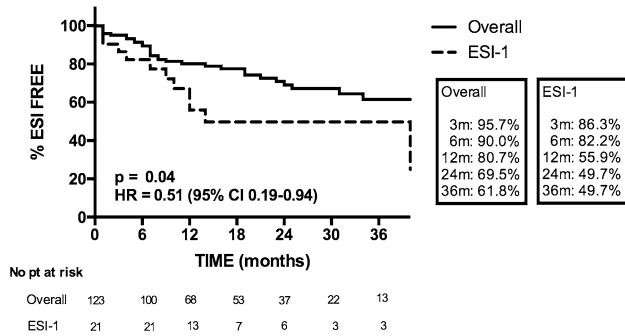 100
80
60
40
20
0
% ESI FREE
p = 0.04
HR = 0.51 (95% CI 0.19-0.94)
0 6 12 18 24 30 36
TIME (months)
Overall
ESI-1
Overall
3m: 95.7%
6m: 90.0%
12m: 80.7%
24m: 69.5%
36m: 61.8%
ESI-1
3m: 86.3%
6m: 82.2%
12m: 55.9%
24m: 49.7%
36m: 49.7%
No pt at risk
Overall 123 100 68 53 37 22 13
ESI-1 21 21 13 7 6 3 3